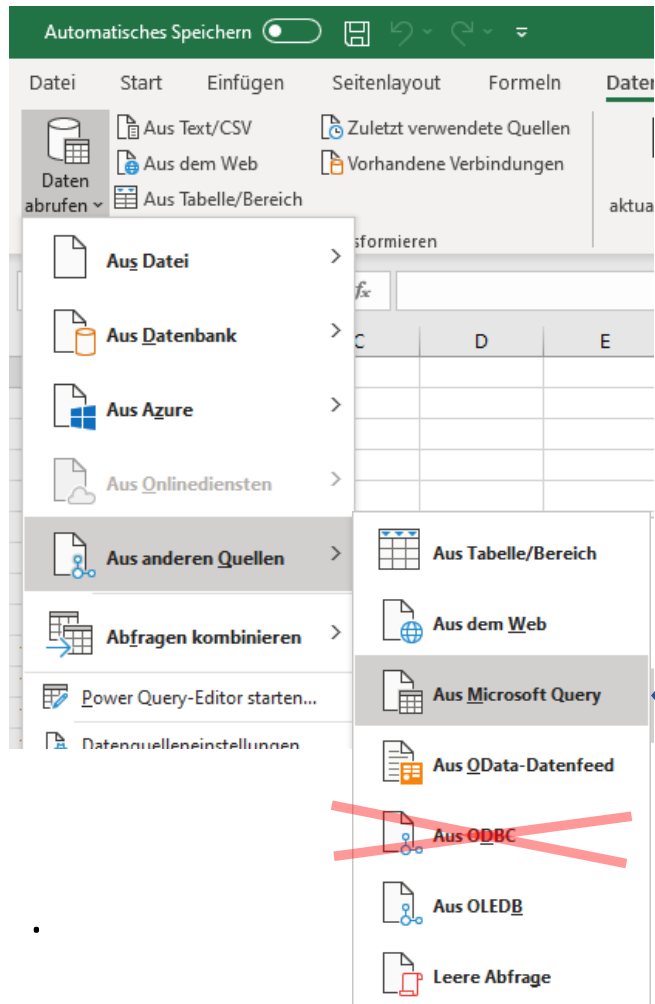 Automatisches Speichern
Datei Start Einfügen Seitenlayout Formeln
Daten abrufen
Aus Text/CSV
Aus dem Web
Aus Tabelle/Bereich
Zuletzt verwendete Quellen
Vorhandene Verbindungen
Aus Datei
Aus Datenbank
Aus Azure
Aus Onlinediensten
Aus anderen Quellen
Abfragen kombinieren
Power Query-Editor starten...
Datenquelleneinstellungen
fx
C D E
Aus Tabelle/Bereich
Aus dem Web
Aus Microsoft Query
Aus OData-Datenfeed
Aus ODBC
Aus OLEDB
Leere Abfrage